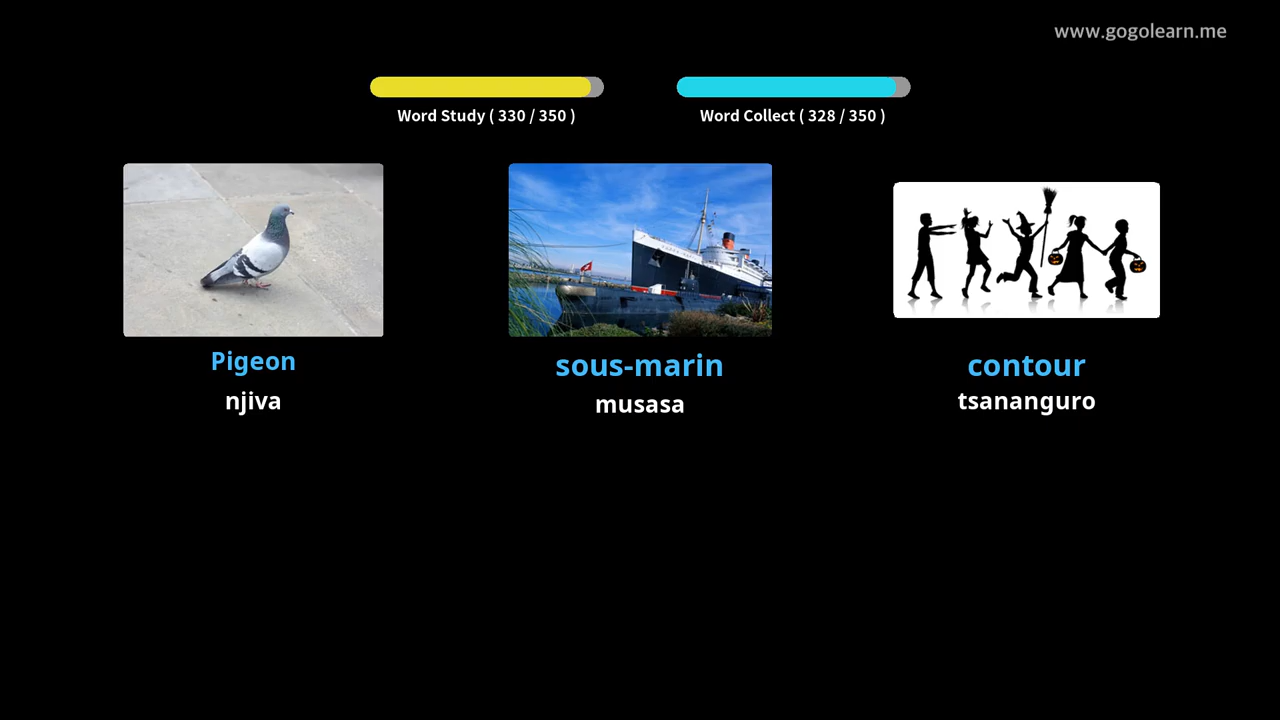 www.gogolearn.me
Word Study ( 330 / 350 )
Word Collect ( 328 / 350 )
Pigeon
njiva
sous-marin
musasa
contour
tsananguro